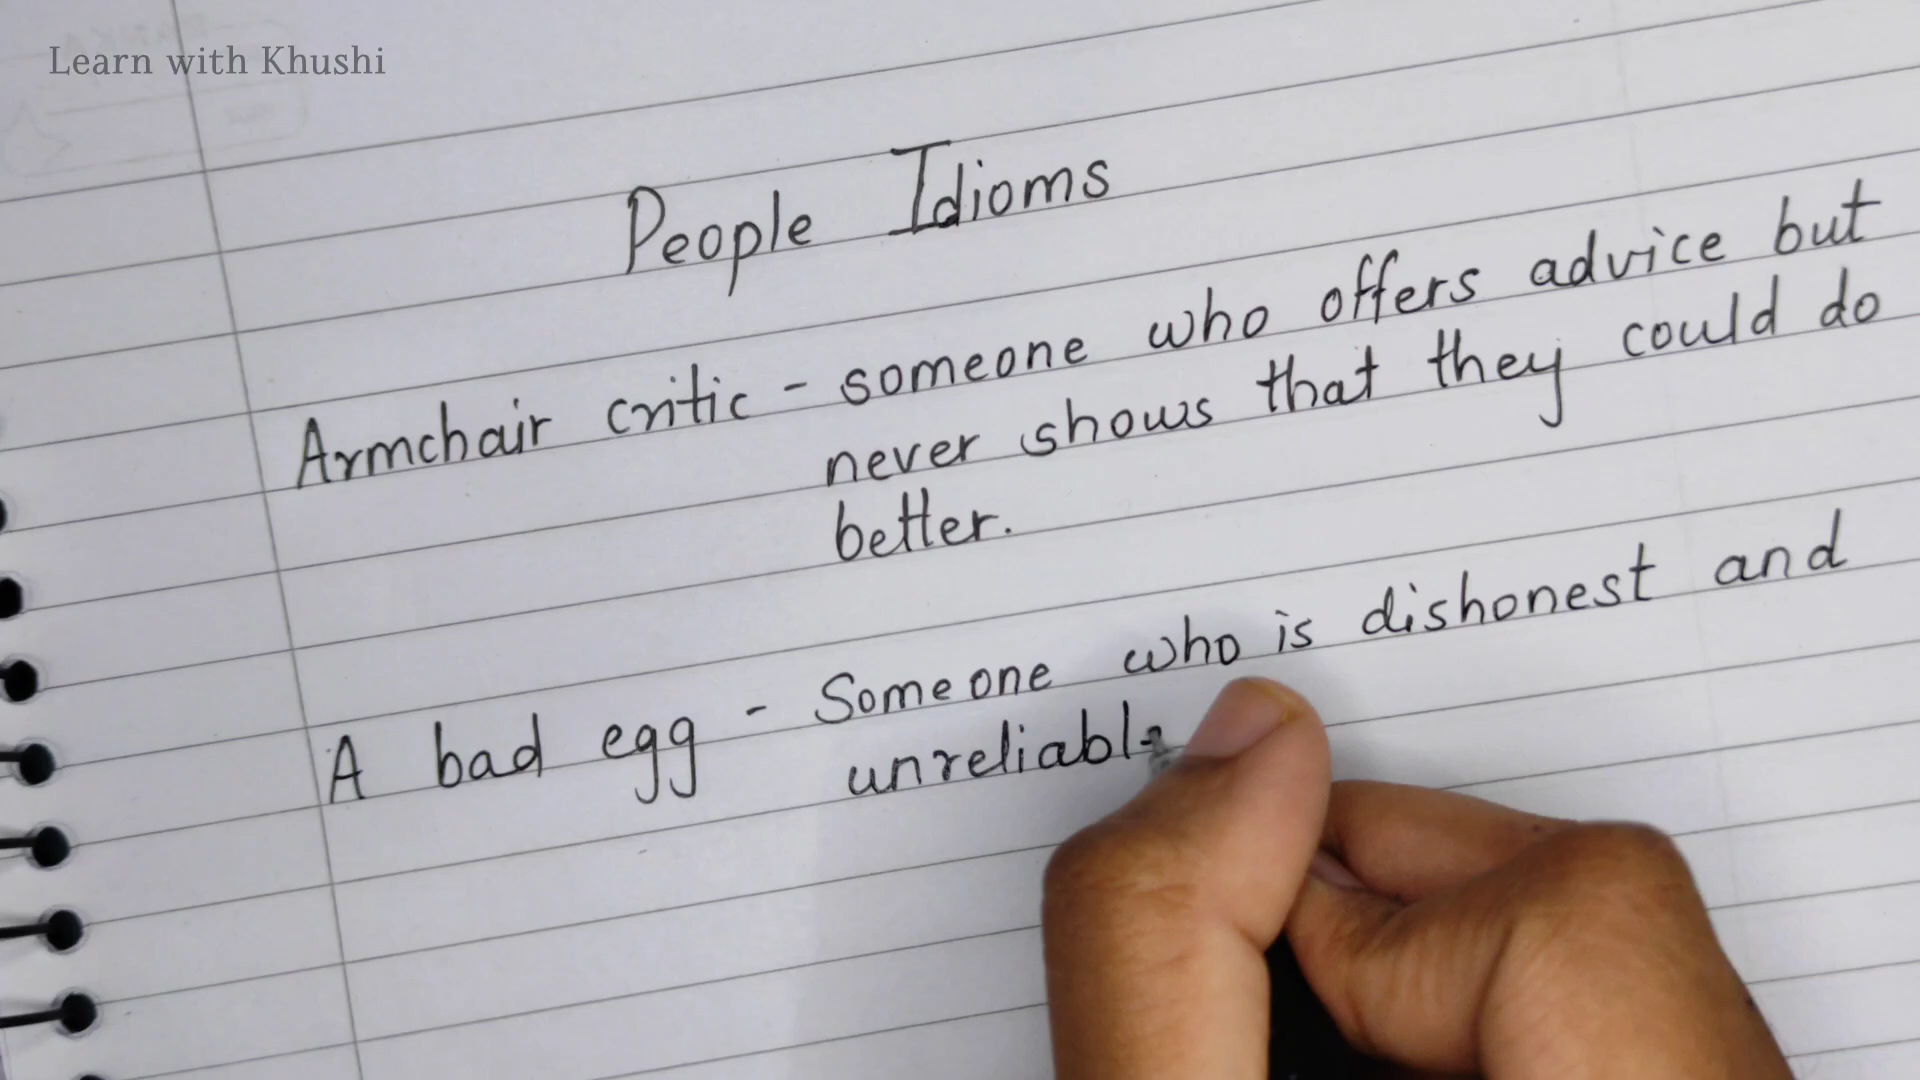 Learn with Khushi
People Idioms
Armchair critic - someone who offers advice but
never shows that they could do
better.
A bad egg - Someone who is dishonest and
unreliable